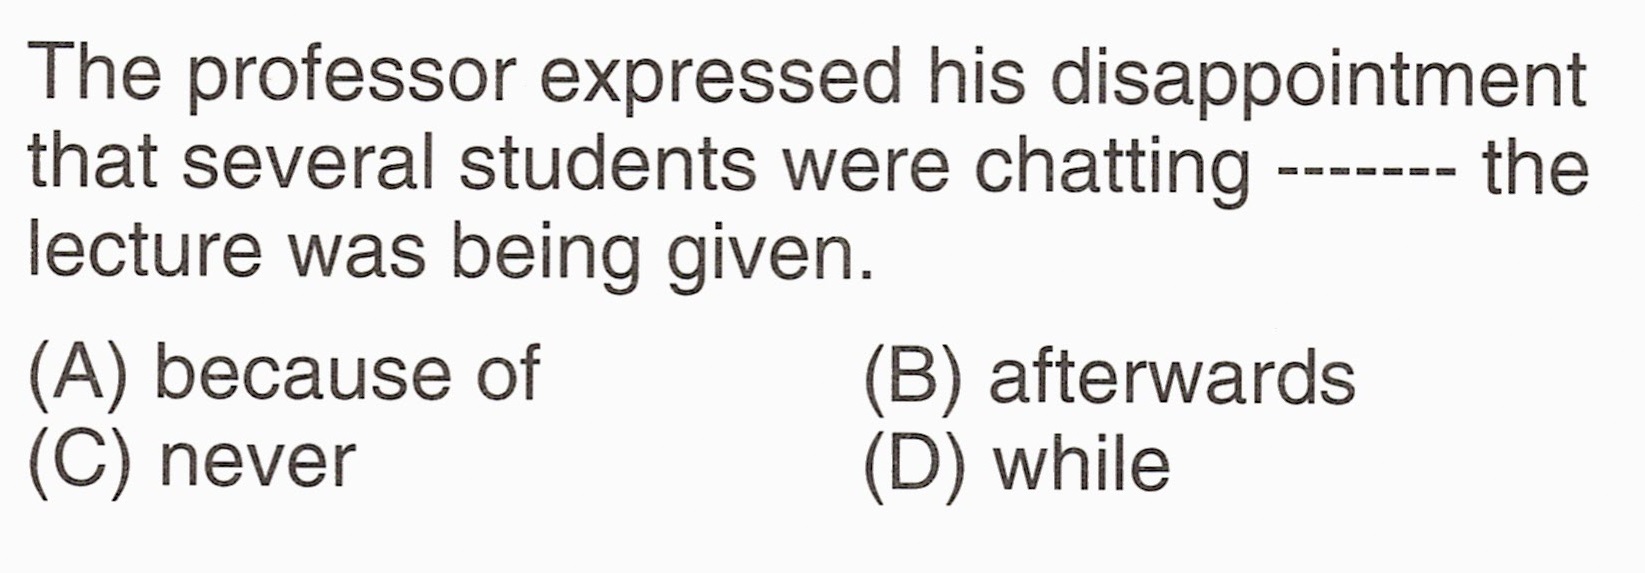 The professor expressed his disappointment
that several students were chatting ------- the
lecture was being given.
(A) because of (B) afterwards
(C) never (D) while